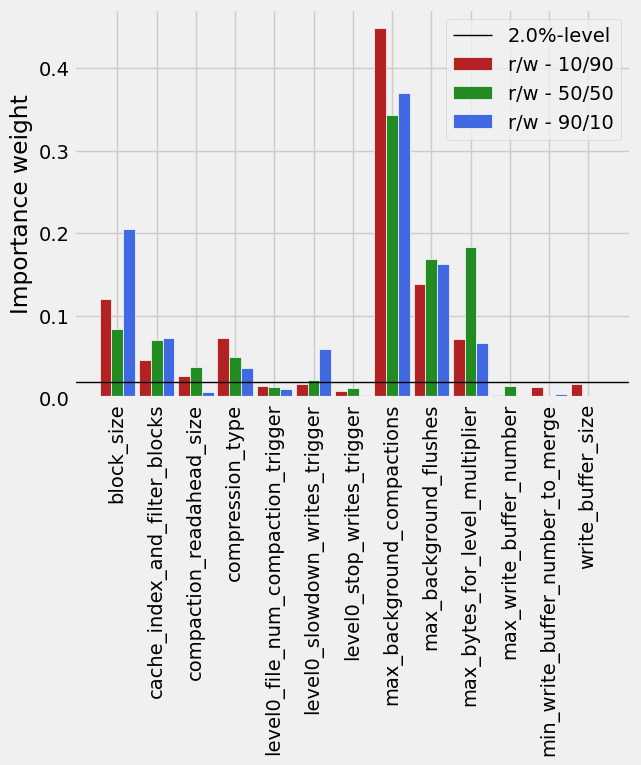 2.0%-level
r/w - 10/90
r/w - 50/50
r/w - 90/10
Importance weight
0.4
0.3
0.2
0.1
0.0
block_size
cache_index_and_filter_blocks
compaction_readahead_size
compression_type
level0_file_num_compaction_trigger
level0_slowdown_writes_trigger
level0_stop_writes_trigger
max_background_compactions
max_background_flushes
max_bytes_for_level_multiplier
max_write_buffer_number
min_write_buffer_number_to_merge
write_buffer_size